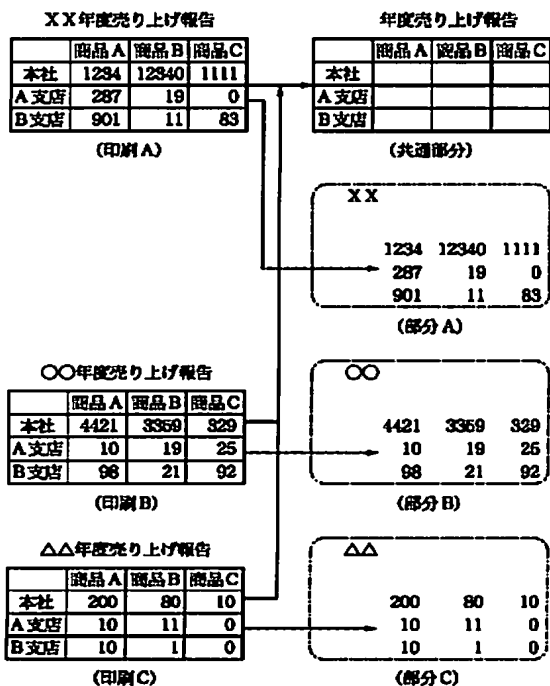 XX年度売り上げ報告
商品A 商品B 商品C
本社 1234 12340 1111
A支店 287 19 0
B支店 901 11 83
(印刷A)
年度売り上げ報告
商品A 商品B 商品C
本社
A支店
B支店
(共通部分)
XX
1234 12340 1111
287 19 0
901 11 83
(部分A)
○○年度売り上げ報告
商品A 商品B 商品C
本社 4421 3359 329
A支店 10 19 25
B支店 98 21 92
(印刷B)
○○
4421 3359 329
10 19 25
98 21 92
(部分B)
△△年度売り上げ報告
商品A 商品B 商品C
本社 200 80 10
A支店 10 11 0
B支店 10 1 0
(印刷C)
△△
200 80 10
10 11 0
10 1 0
(部分C)